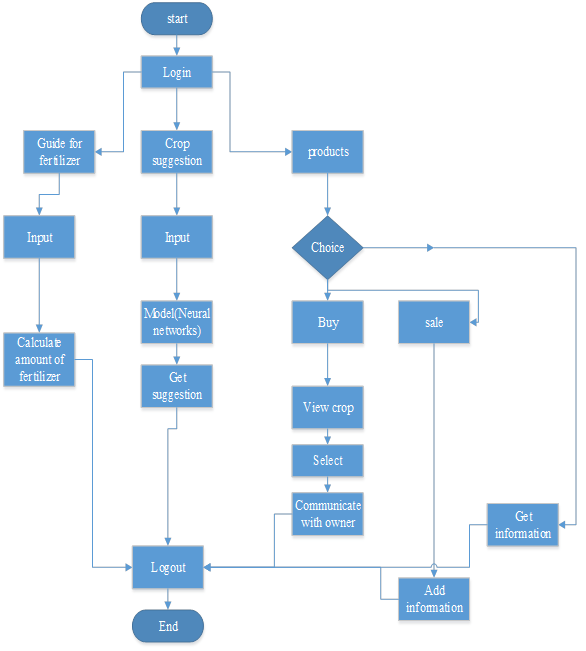 start
Login
Guide for
fertilizer
Crop
suggestion
products
Input
Input
Choice
Model(Neural
networks)
Buy
sale
Calculate
amount of
fertilizer
Get
suggestion
View crop
Select
Communicate
with owner
Get
information
Logout
Add
information
End